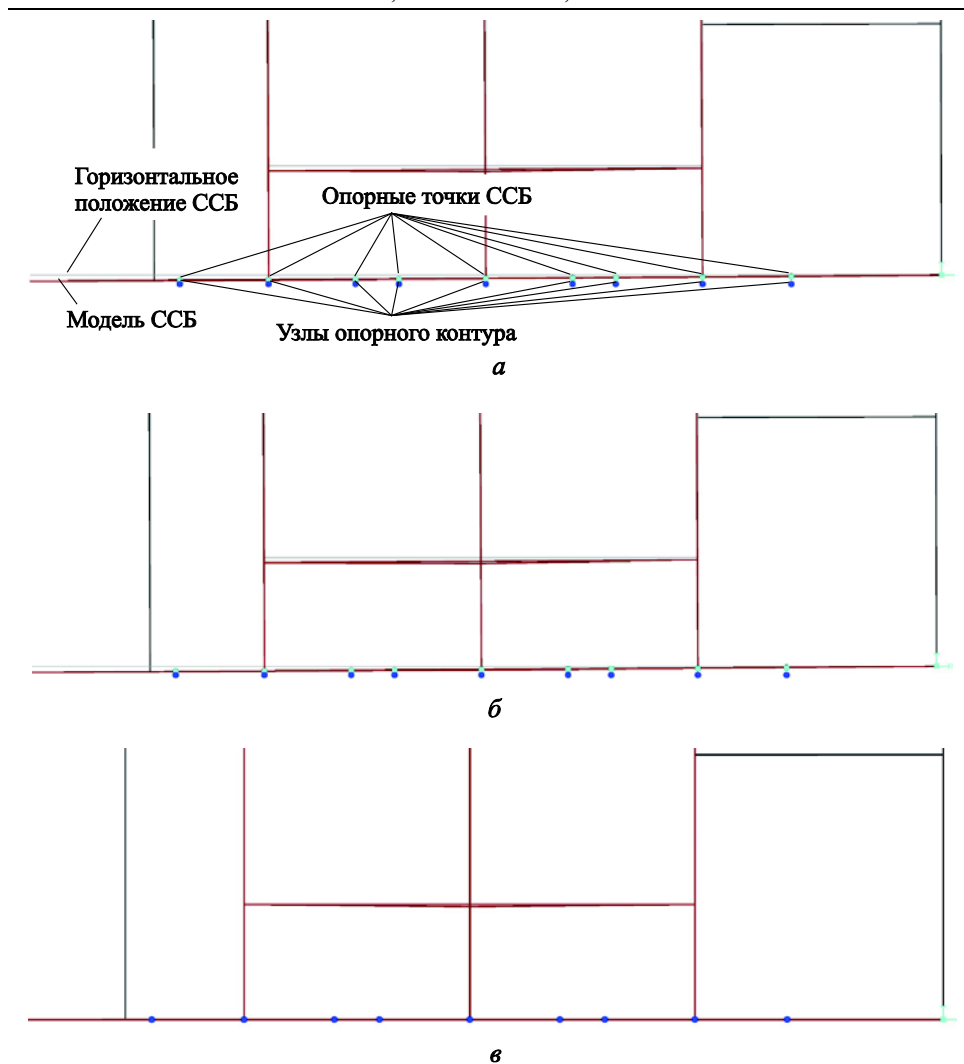 Горизонтальное
положение ССБ
Опорные точки ССБ
Модель ССБ
Узлы опорного контура
а
б
в